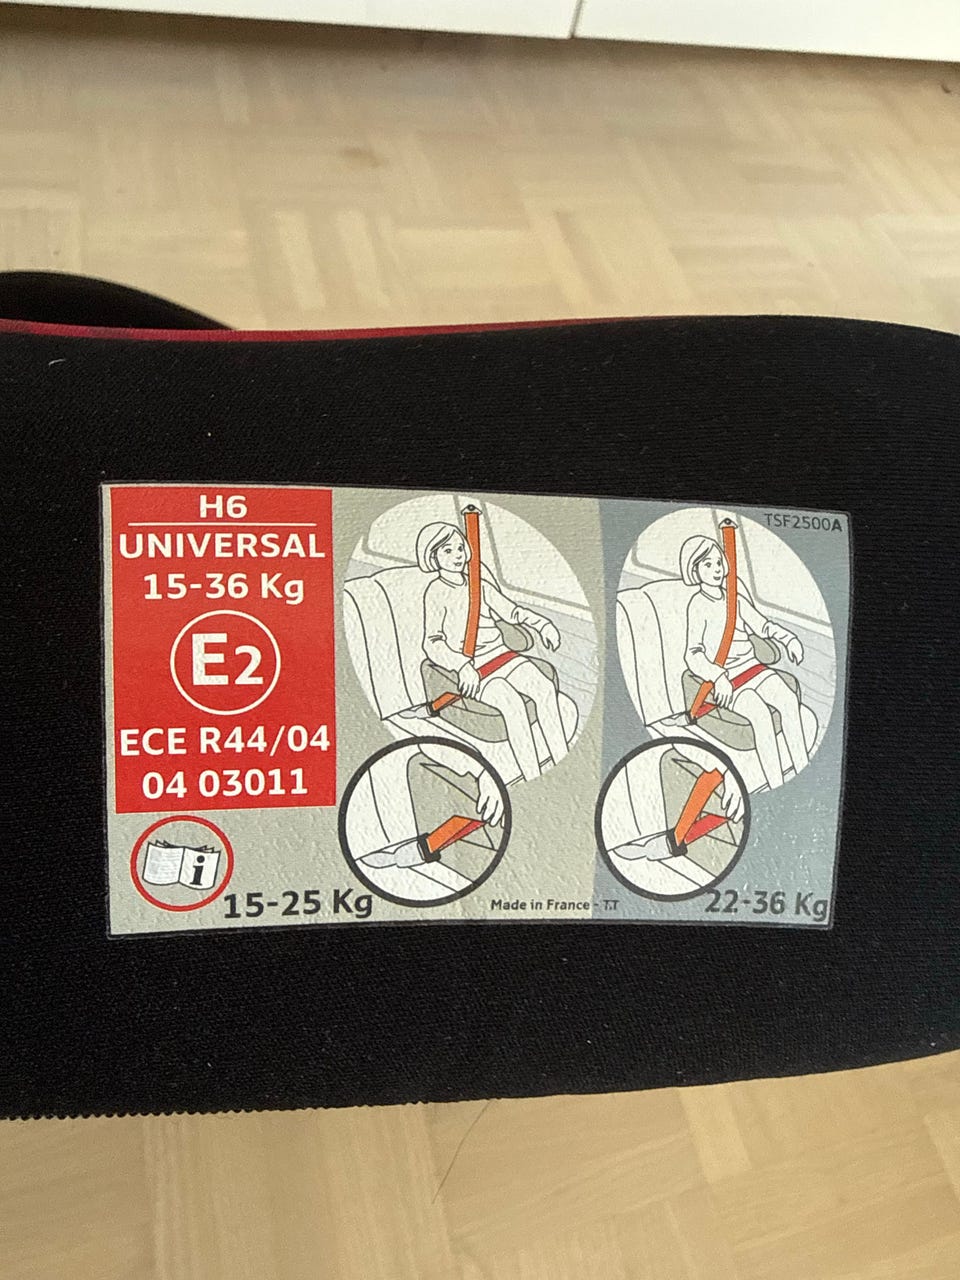 H6
UNIVERSAL
15-36 Kg
E2
ECE R44/04
04 03011
i
15-25 Kg
Made in France - T.T
TSF2500A
22-36 Kg